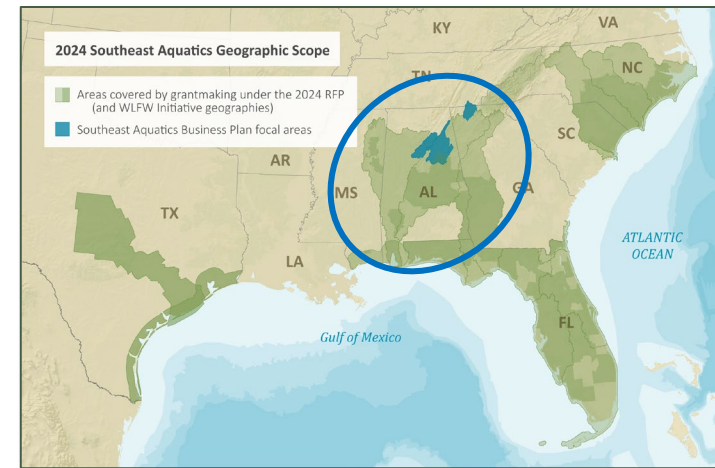 KY
VA
2024 Southeast Aquatics Geographic Scope
NC
TN
Areas covered by grantmaking under the 2024 RFP
(and WLFW Initiative geographies)
Southeast Aquatics Business Plan focal areas
SC
AR
MS
AL
GA
TX
ATLANTIC
OCEAN
LA
FL
Gulf of Mexico